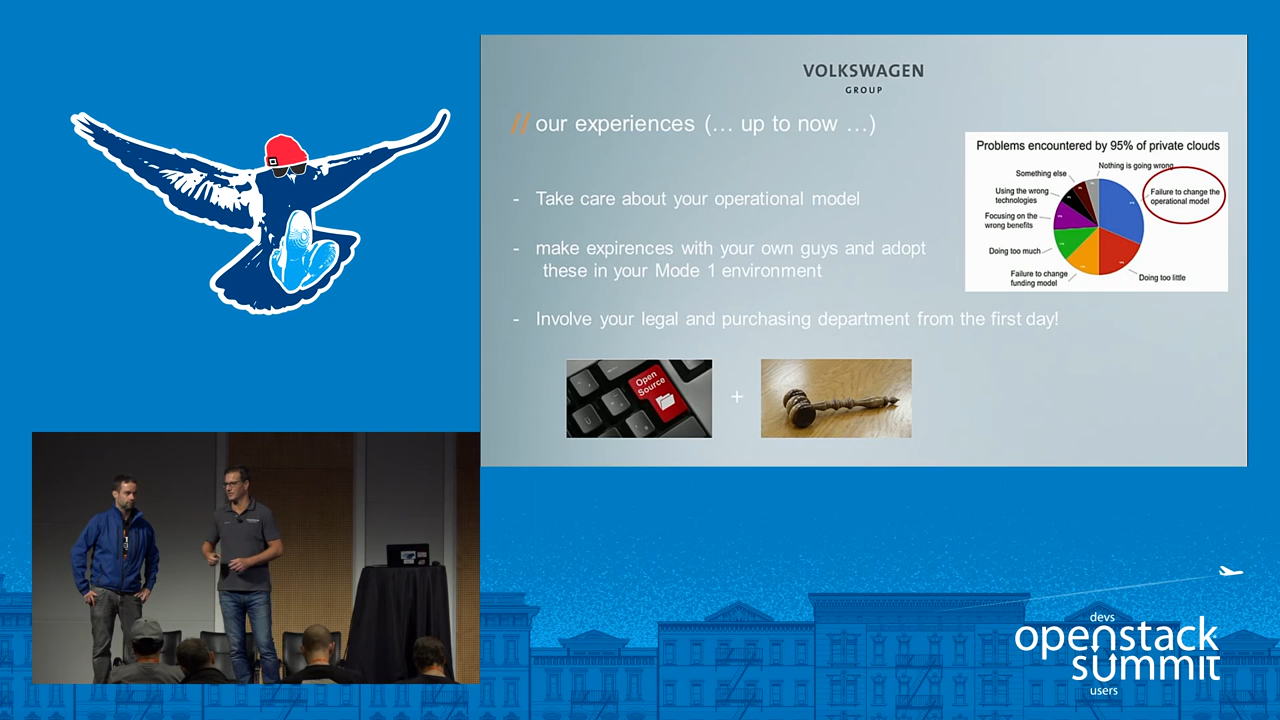 VOLKSWAGEN
GROUP
// our experiences (... up to now ...)
- Take care about your operational model
- make expirences with your own guys and adopt
these in your Mode 1 environment
- Involve your legal and purchasing department from the first day!
Problems encountered by 95% of private clouds
Nothing is going wrong
Something else
Failure to change the
operational model
Using the wrong
technologies
Focusing on the
wrong benefits
Doing too much
Failure to change
funding model
Doing too little
Open
Source
+
devs
openstack
summit
users